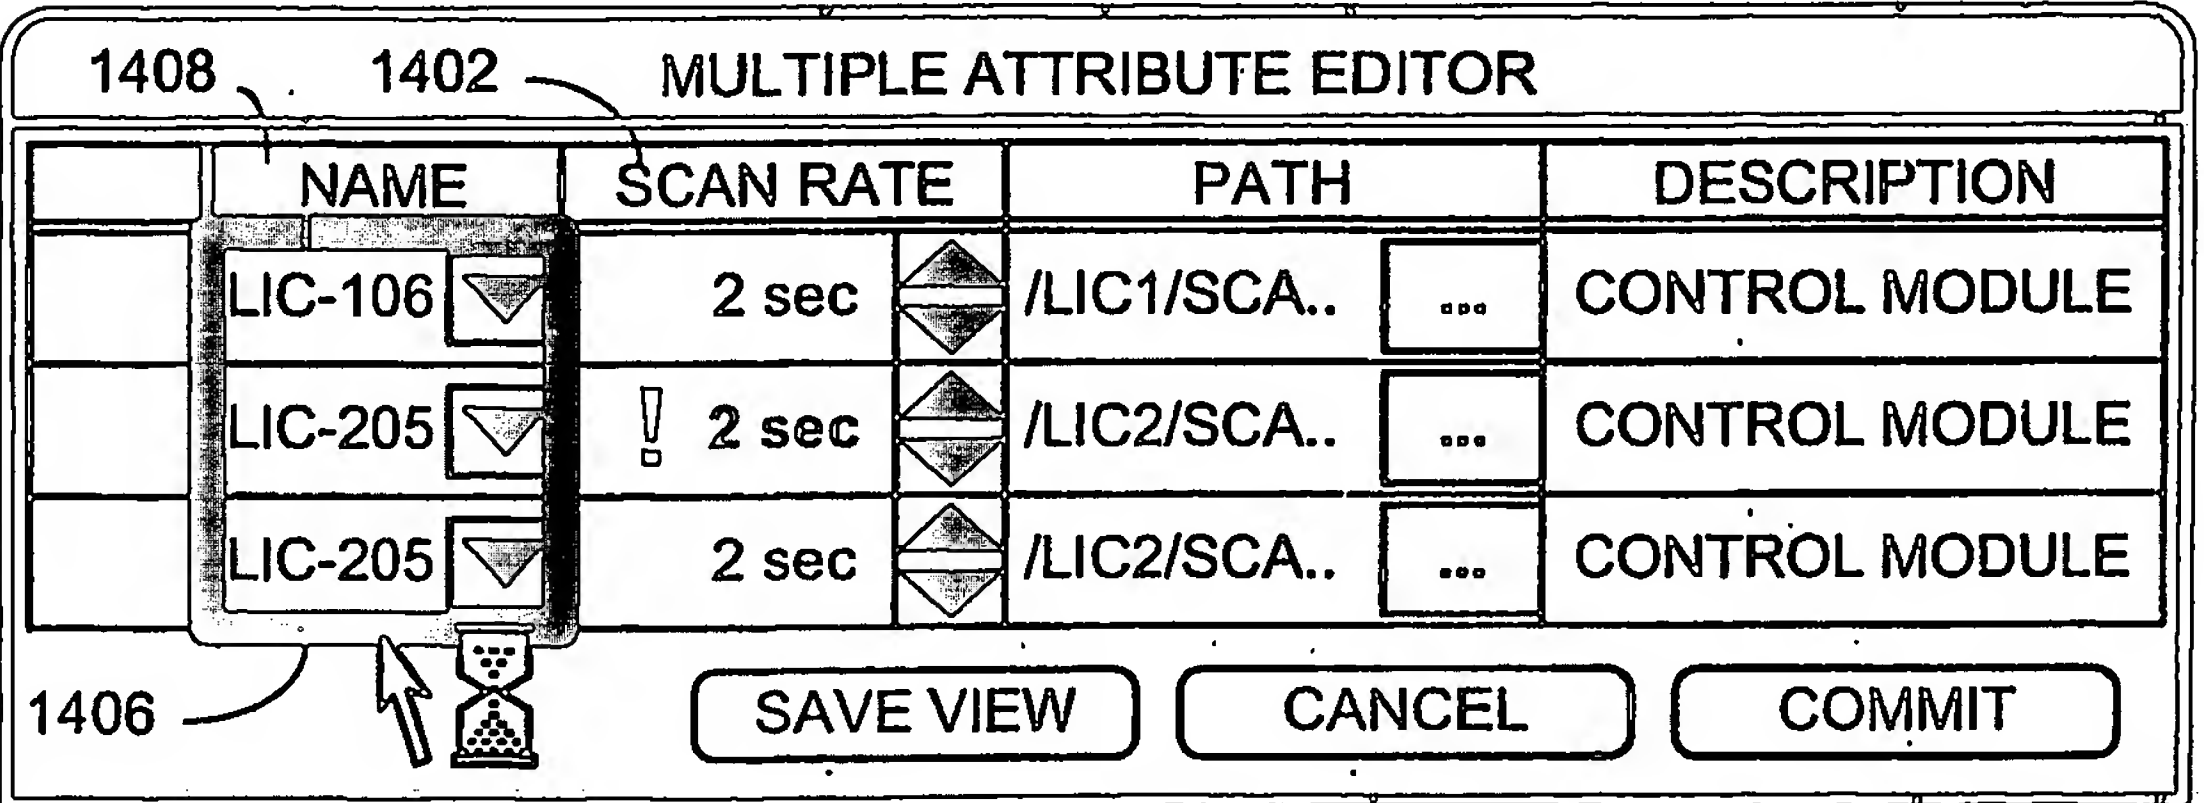 1408 1402 MULTIPLE ATTRIBUTE EDITOR
NAME SCAN RATE PATH DESCRIPTION
LIC-106 2 sec /LIC1/SCA.. ... CONTROL MODULE
LIC-205 ! 2 sec /LIC2/SCA.. ... CONTROL MODULE
LIC-205 2 sec /LIC2/SCA.. ... CONTROL MODULE
1406 SAVE VIEW CANCEL COMMIT